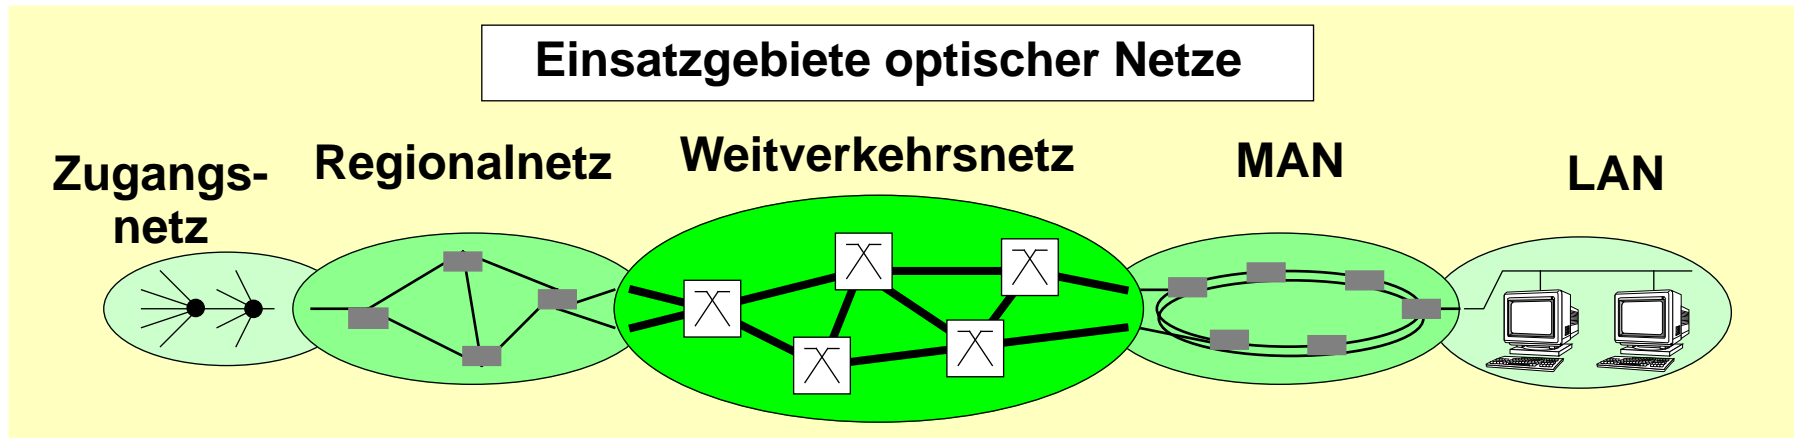 Einsatzgebiete optischer Netze
Zugangs-
netz
Regionalnetz
Weitverkehrsnetz
MAN
LAN